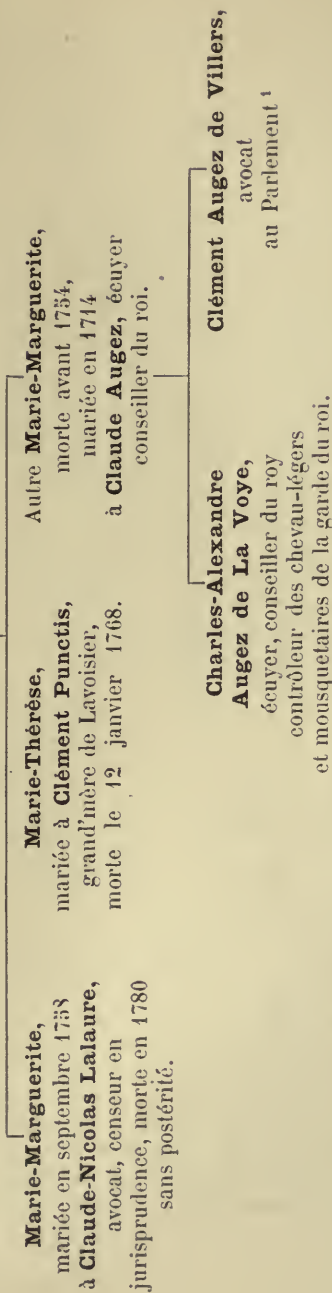 Marie-Marguerite,
mariée en septembre 1758
à Claude-Nicolas Lalaure,
avocat, censeur en
jurisprudence, morte en 1780
sans postérité.
Marie-Thérèse,
mariée à Clément Punctis,
grand'mère de Lavoisier,
morte le 12 janvier 1768.
Autre Marie-Marguerite,
morte avant 1754,
mariée en 1714
à Claude Augez, écuyer
conseiller du roi.
Charles-Alexandre
Augez de La Voye,
écuyer, conseiller du roy
contrôleur des chevau-légers
et mousquetaires de la garde du roi.
Clément Augez de Villers,
avocat
au Parlement 1